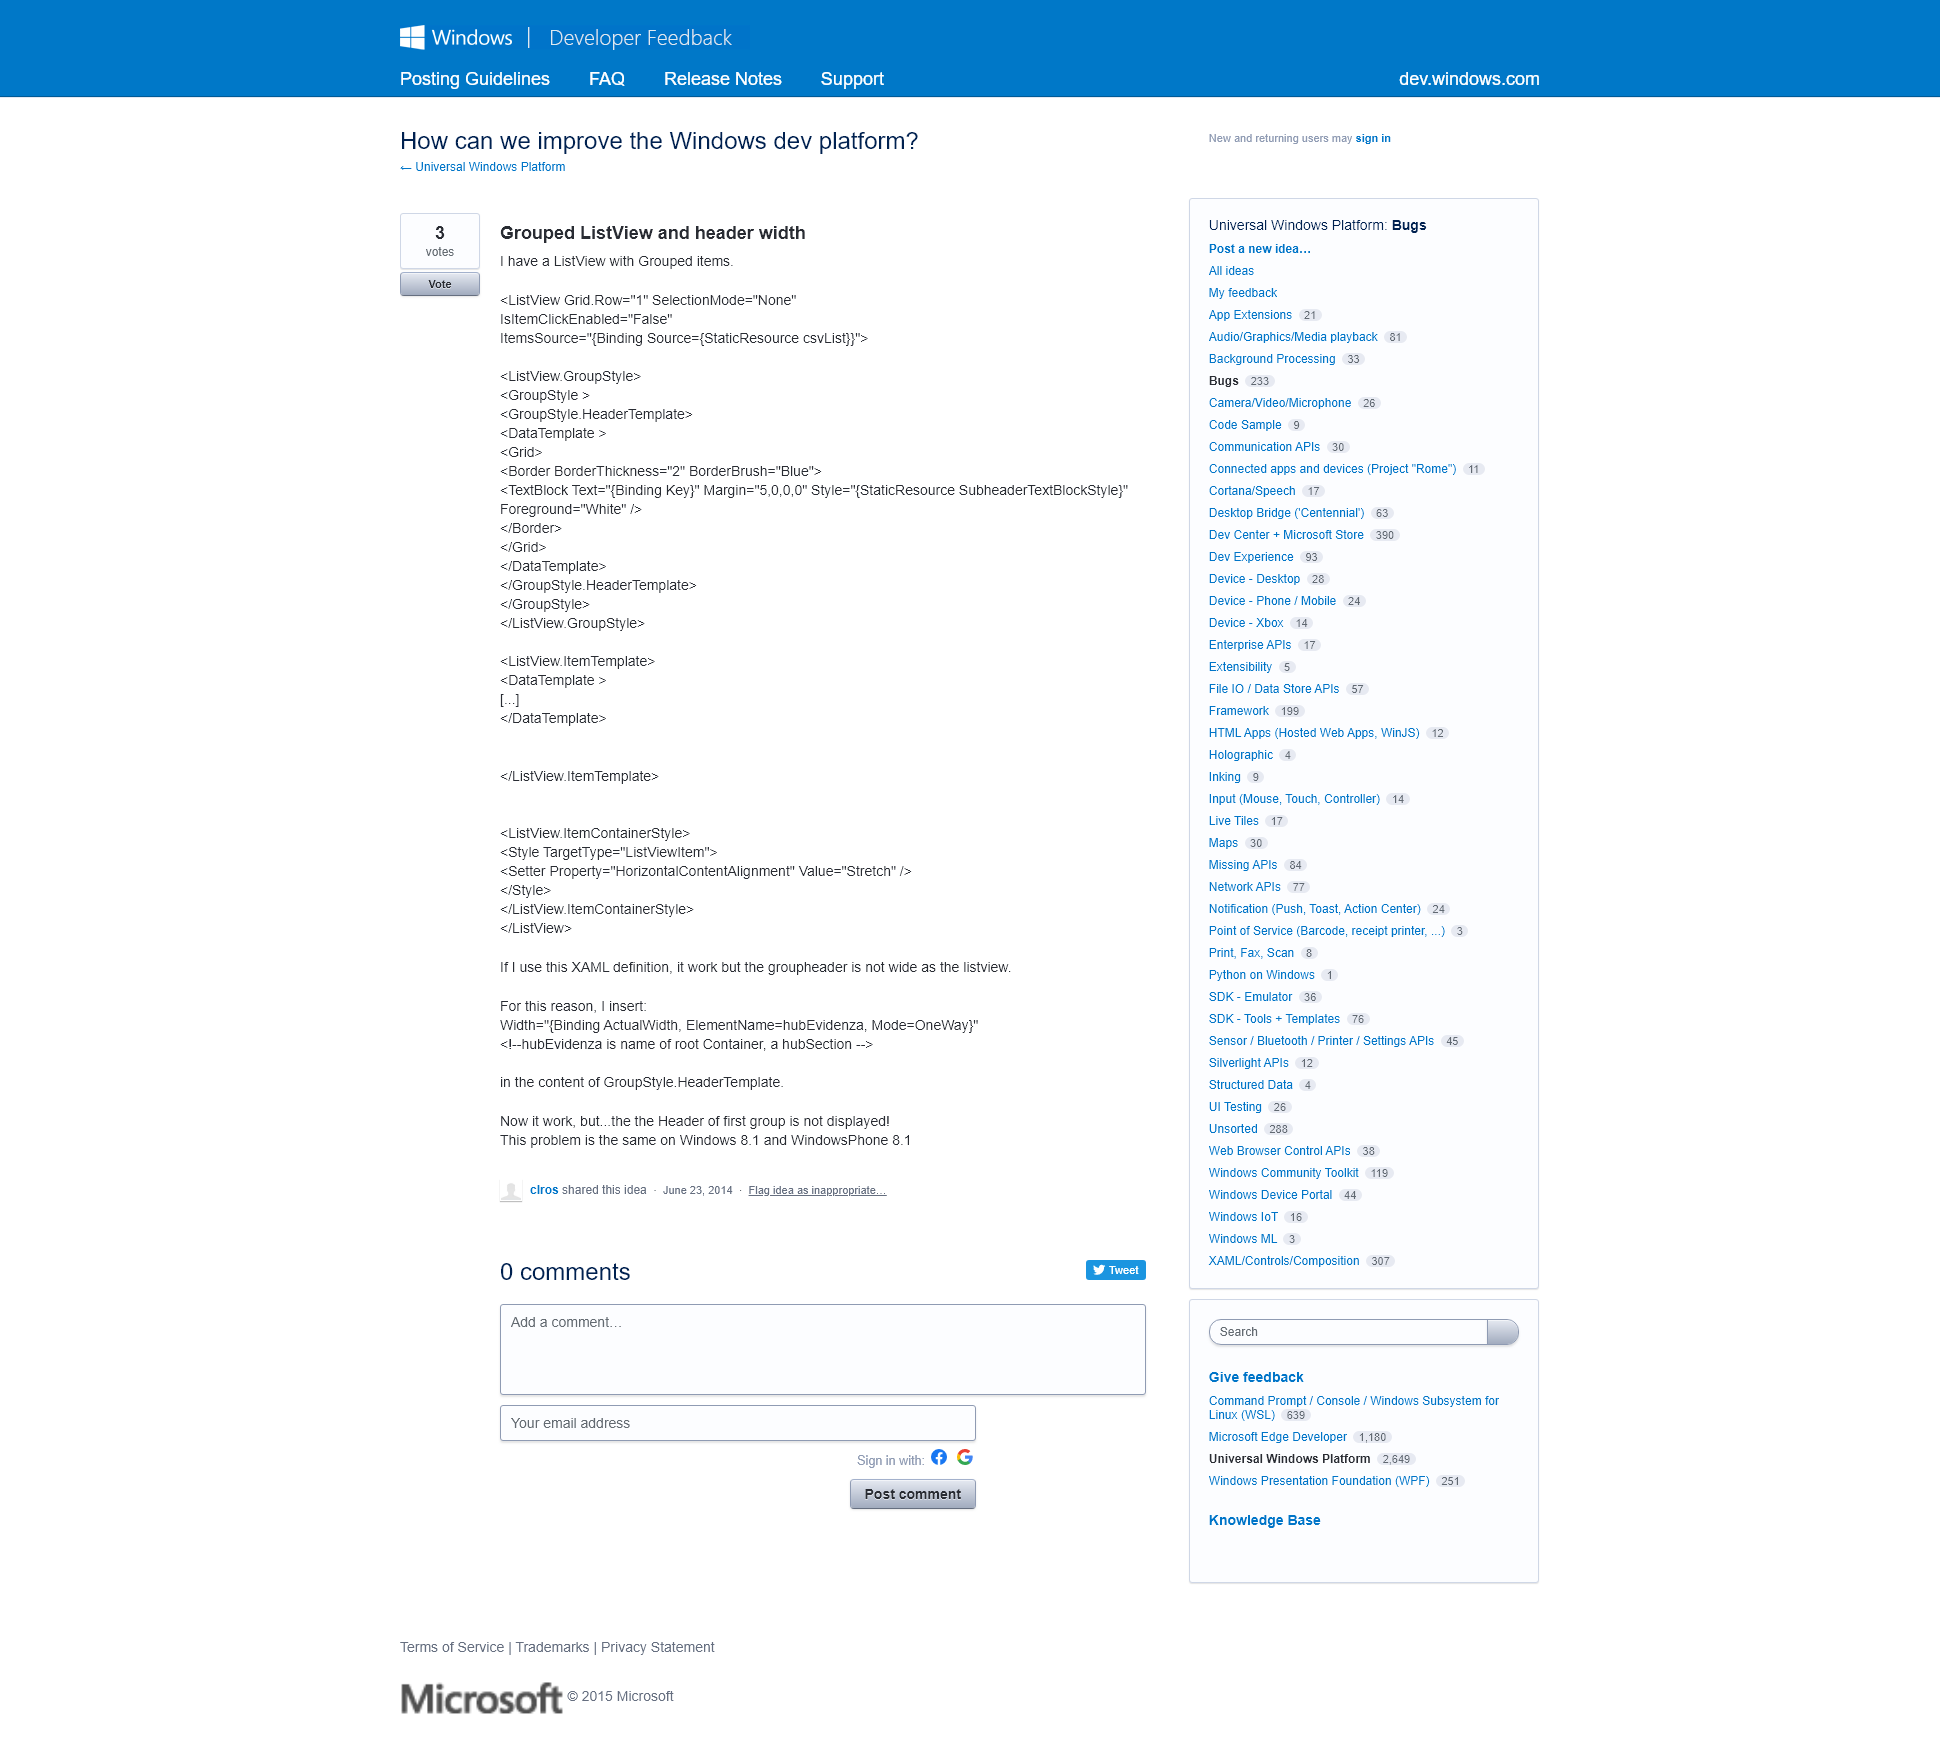 Windows | Developer Feedback
Posting Guidelines FAQ Release Notes Support dev.windows.com
How can we improve the Windows dev platform?
← Universal Windows Platform
New and returning users may sign in
3
votes
Vote
Grouped ListView and header width
I have a ListView with Grouped items.
<ListView Grid.Row="1" SelectionMode="None"
IsItemClickEnabled="False"
ItemsSource="{Binding Source={StaticResource csvList}}">
<ListView.GroupStyle>
<GroupStyle >
<GroupStyle.HeaderTemplate>
<DataTemplate >
<Grid>
<Border BorderThickness="2" BorderBrush="Blue">
<TextBlock Text="{Binding Key}" Margin="5,0,0,0" Style="{StaticResource SubheaderTextBlockStyle}"
Foreground="White" />
</Border>
</Grid>
</DataTemplate>
</GroupStyle.HeaderTemplate>
</GroupStyle>
</ListView.GroupStyle>
<ListView.ItemTemplate>
<DataTemplate >
[...]
</DataTemplate>
</ListView.ItemTemplate>
<ListView.ItemContainerStyle>
<Style TargetType="ListViewItem">
<Setter Property="HorizontalContentAlignment" Value="Stretch" />
</Style>
</ListView.ItemContainerStyle>
</ListView>
If I use this XAML definition, it work but the groupheader is not wide as the listview.
For this reason, I insert:
Width="{Binding ActualWidth, ElementName=hubEvidenza, Mode=OneWay}"
<!--hubEvidenza is name of root Container, a hubSection -->
in the content of GroupStyle.HeaderTemplate.
Now it work, but...the the Header of first group is not displayed!
This problem is the same on Windows 8.1 and WindowsPhone 8.1
ciros shared this idea · June 23, 2014 · Flag idea as inappropriate…
0 comments
Tweet
Add a comment…
Your email address
Sign in with:
Post comment
Universal Windows Platform: Bugs
Post a new idea…
All ideas
My feedback
App Extensions 21
Audio/Graphics/Media playback 81
Background Processing 33
Bugs 233
Camera/Video/Microphone 26
Code Sample 9
Communication APIs 30
Connected apps and devices (Project "Rome") 11
Cortana/Speech 17
Desktop Bridge ('Centennial') 63
Dev Center + Microsoft Store 390
Dev Experience 93
Device - Desktop 28
Device - Phone / Mobile 24
Device - Xbox 14
Enterprise APIs 17
Extensibility 5
File IO / Data Store APIs 57
Framework 199
HTML Apps (Hosted Web Apps, WinJS) 12
Holographic 4
Inking 9
Input (Mouse, Touch, Controller) 14
Live Tiles 17
Maps 30
Missing APIs 84
Network APIs 77
Notification (Push, Toast, Action Center) 24
Point of Service (Barcode, receipt printer, ...) 3
Print, Fax, Scan 8
Python on Windows 1
SDK - Emulator 36
SDK - Tools + Templates 76
Sensor / Bluetooth / Printer / Settings APIs 45
Silverlight APIs 12
Structured Data 4
UI Testing 26
Unsorted 288
Web Browser Control APIs 38
Windows Community Toolkit 119
Windows Device Portal 44
Windows IoT 16
Windows ML 3
XAML/Controls/Composition 307
Search
Give feedback
Command Prompt / Console / Windows Subsystem for
Linux (WSL) 639
Microsoft Edge Developer 1,180
Universal Windows Platform 2,649
Windows Presentation Foundation (WPF) 251
Knowledge Base
Terms of Service | Trademarks | Privacy Statement
Microsoft © 2015 Microsoft